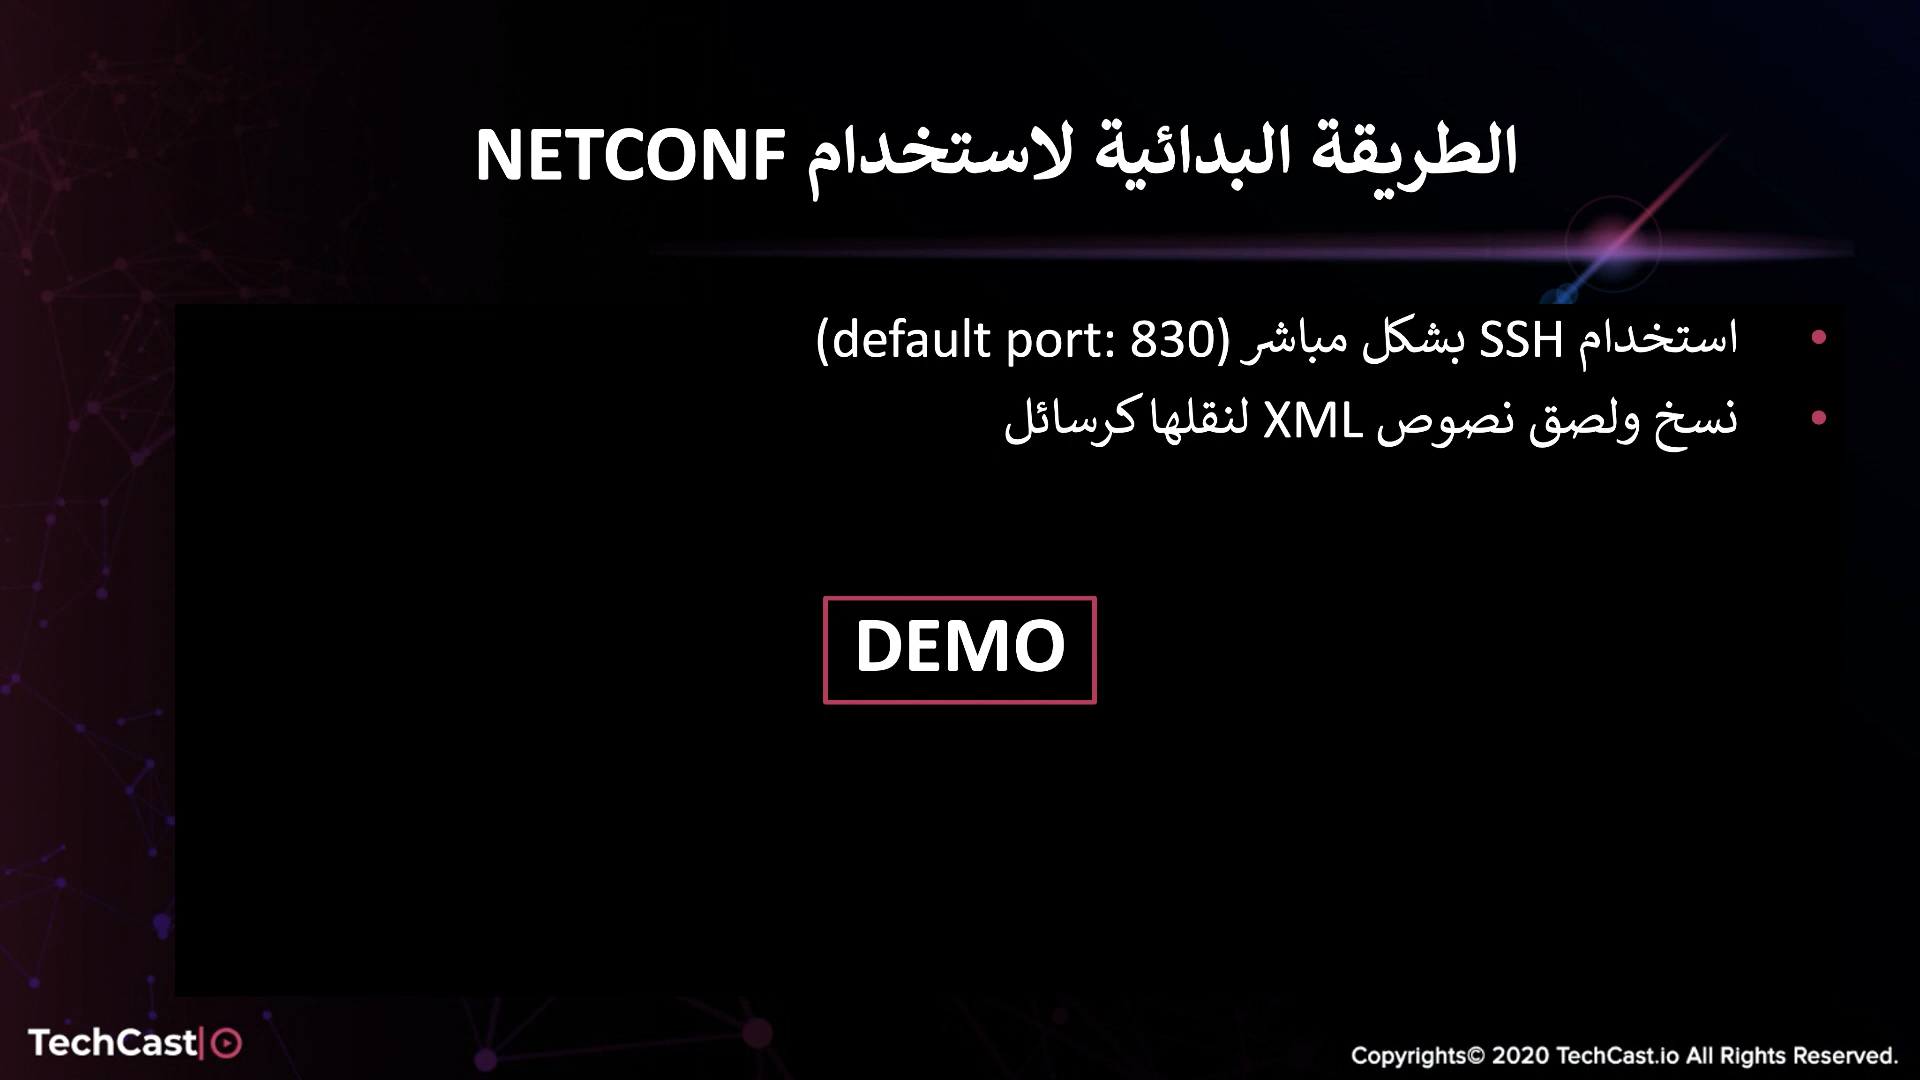 الطريقة البدائية لاستخدام NETCONF
استخدام SSH بشكل مباشر (default port: 830)
نسخ ولصق نصوص XML لنقلها كرسائل
DEMO
TechCast
Copyrights© 2020 TechCast.io All Rights Reserved.